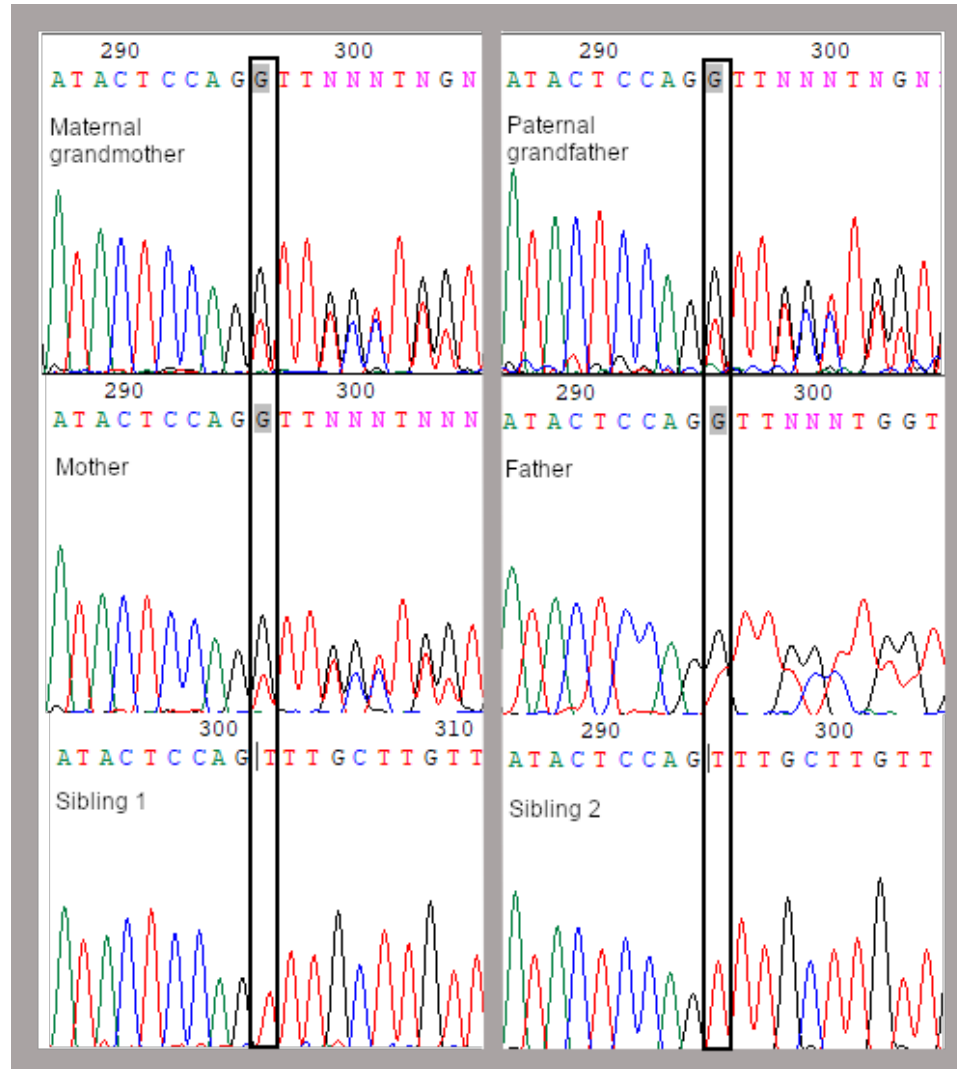 290 300
ATACTCCAGGTTNNNTNGN
Maternal
grandmother
290 300
ATACTCCAGGTTNNNTNGN
Paternal
grandfather
290 300
ATACTCCAGGTTNNNTNNN
Mother
290 300
ATACTCCAGGTTNNNTGGT
Father
300 310
ATACTCCAGTTTGCTTGTT
Sibling 1
290 300
ATACTCCAGTTTGCTTGTT
Sibling 2